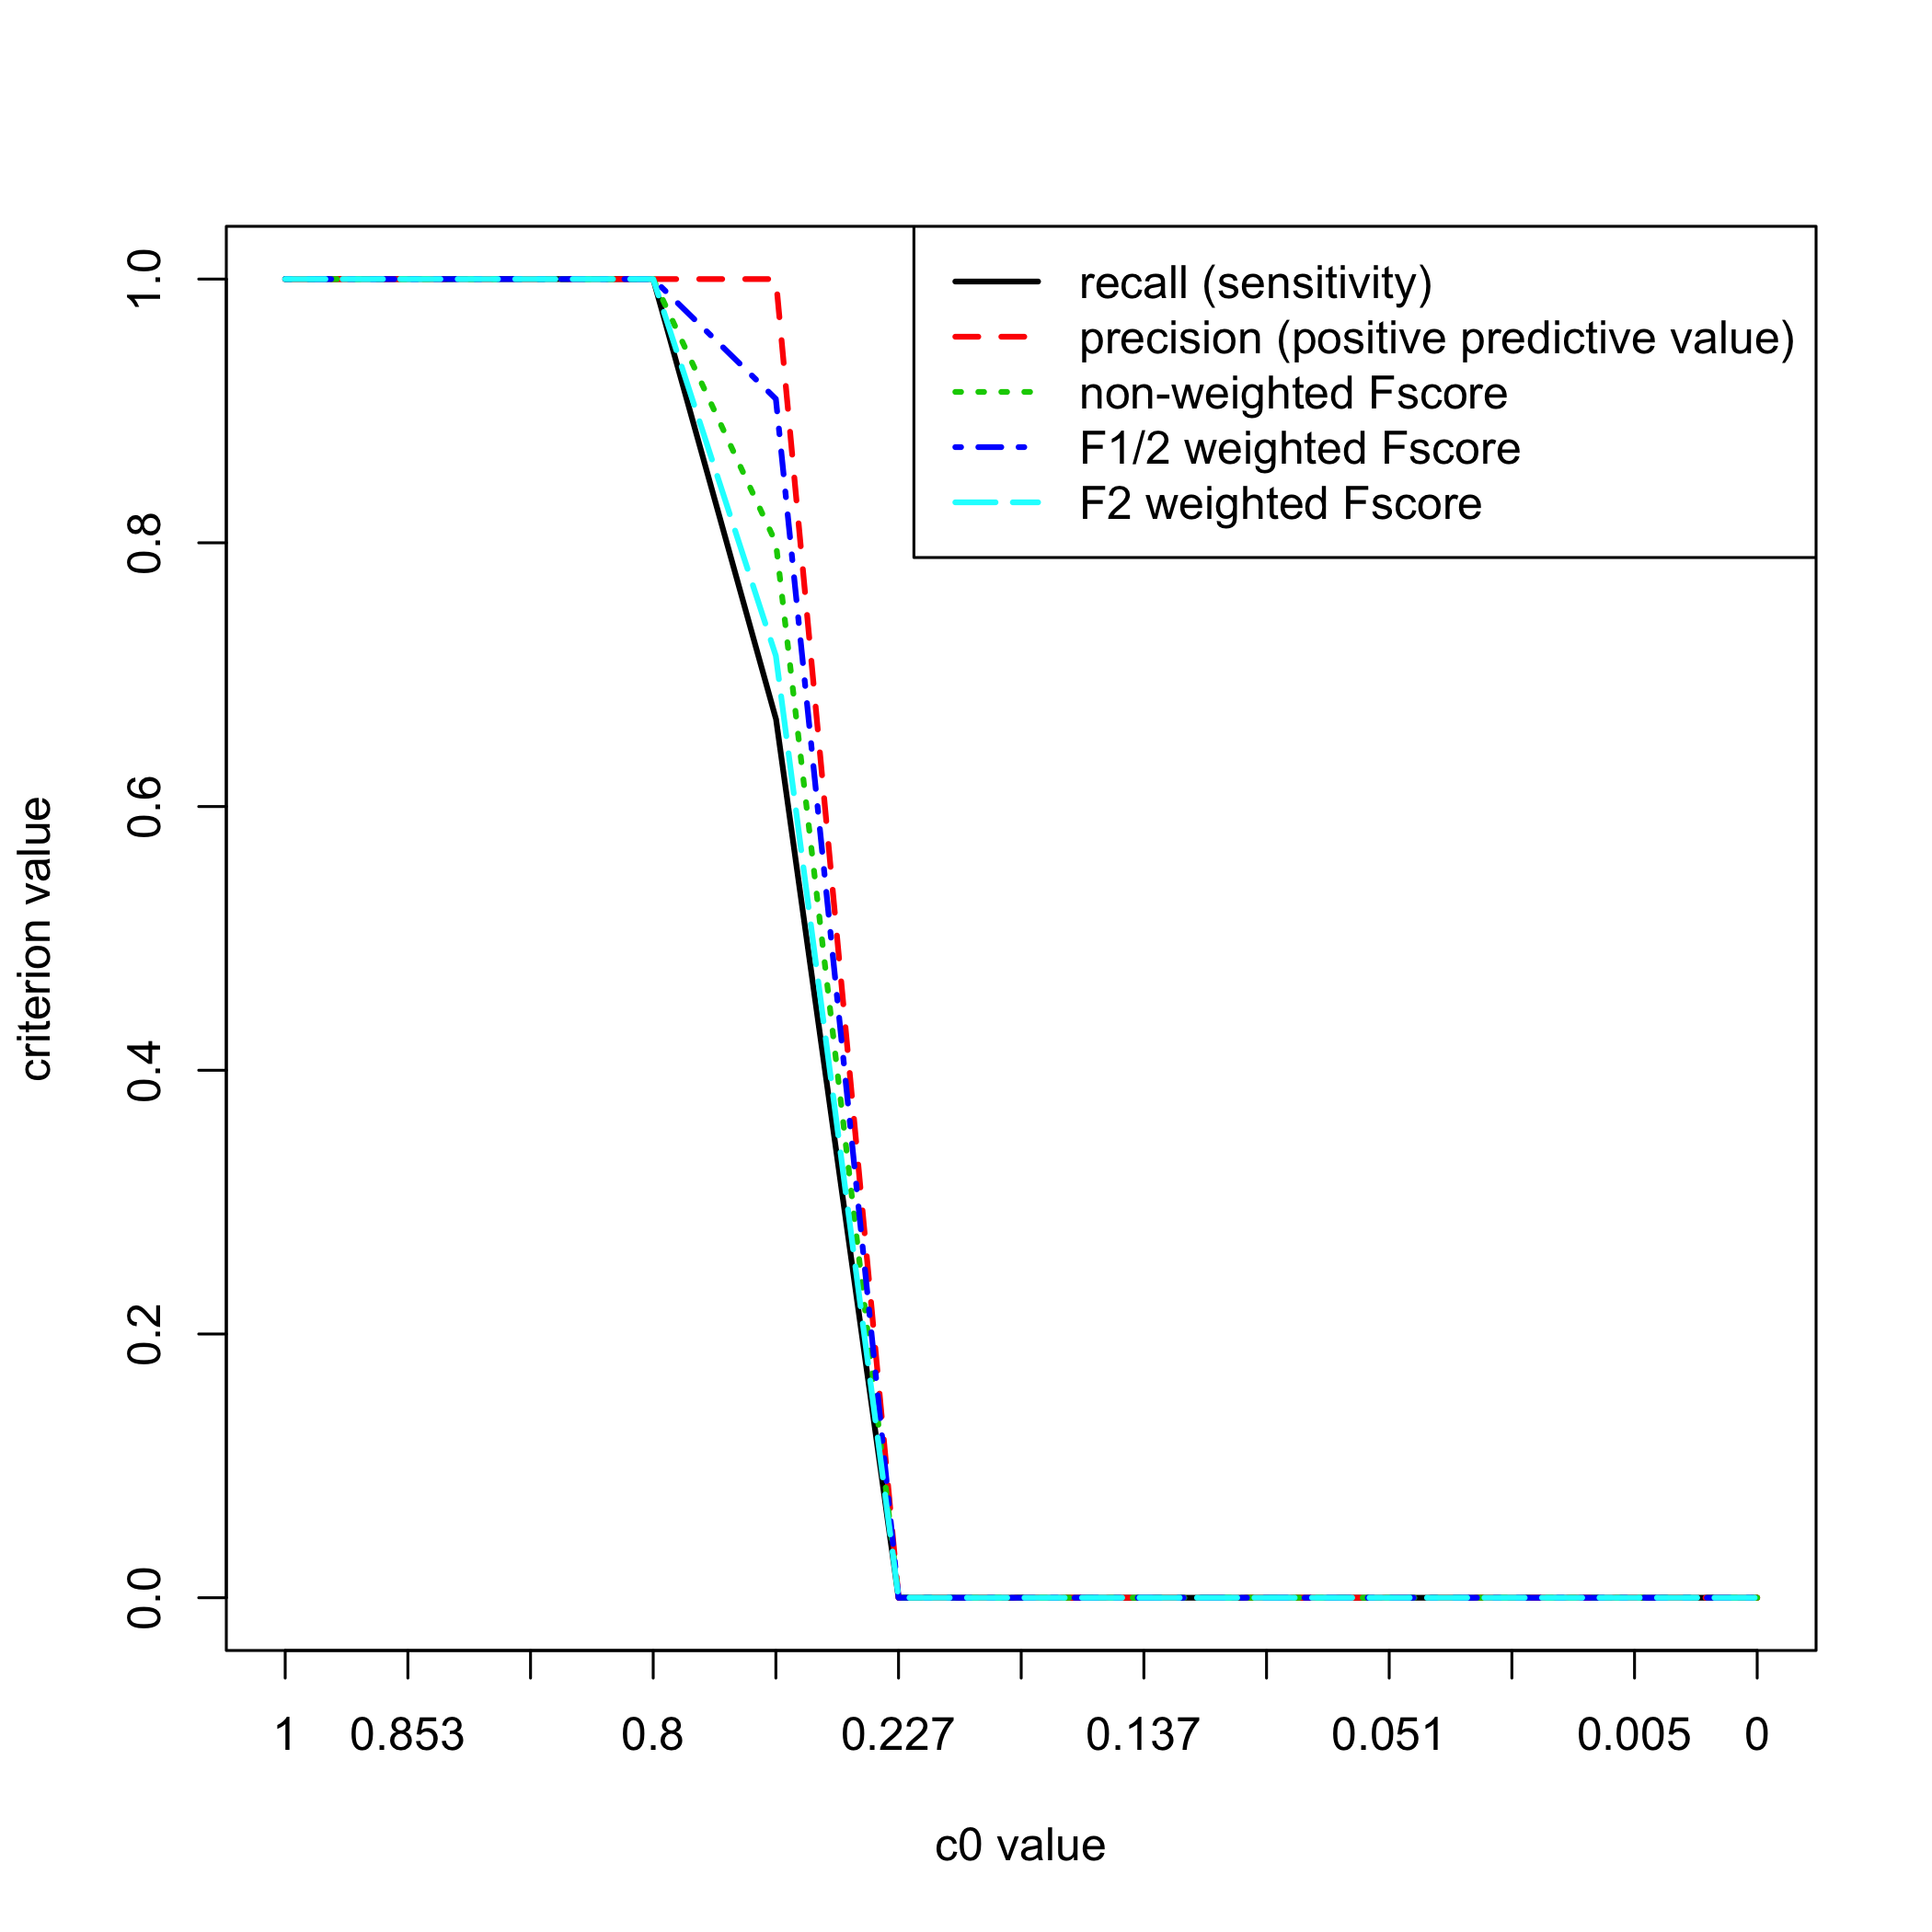 recall (sensitivity)
precision (positive predictive value)
non-weighted Fscore
F1/2 weighted Fscore
F2 weighted Fscore
criterion value
1.0
0.8
0.6
0.4
0.2
0.0
1 0.853 0.8 0.227 0.137 0.051 0.005 0
c0 value